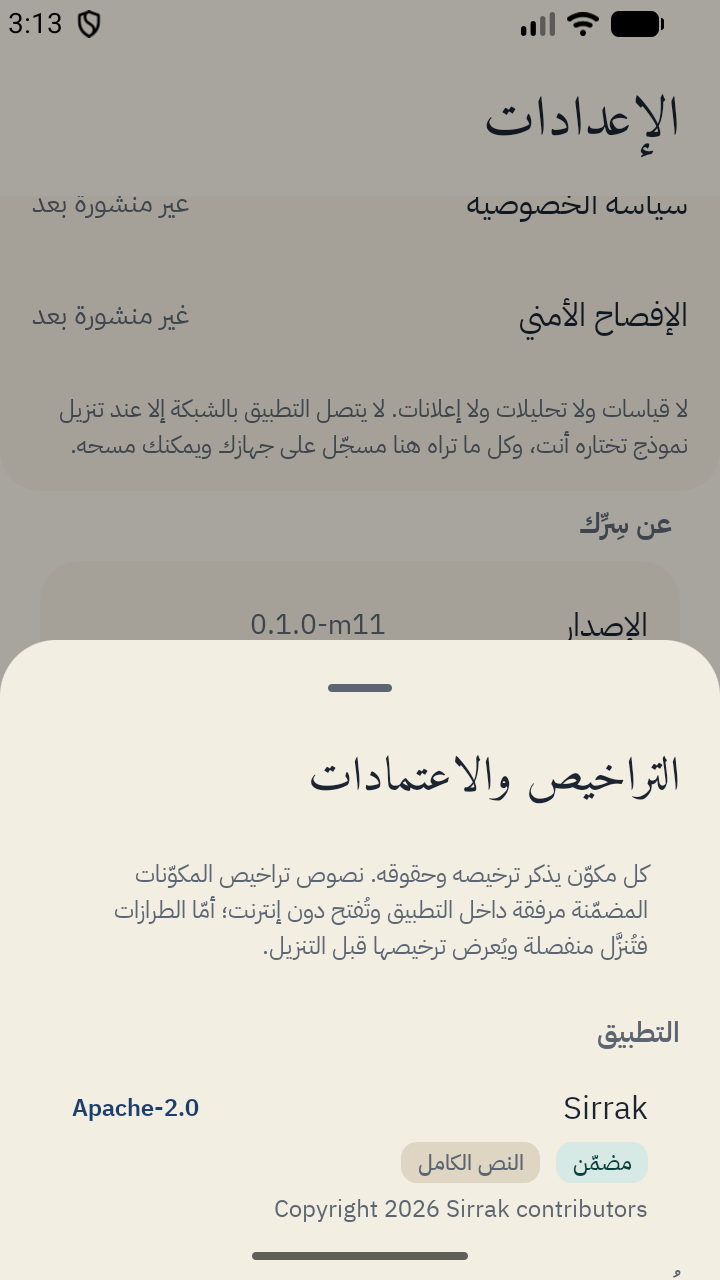 3:13
الإعدادات
سياسة الخصوصية
غير منشورة بعد
الإفصاح الأمني
غير منشورة بعد
لا قياسات ولا تحليلات ولا إعلانات. لا يتصل التطبيق بالشبكة إلا عند تنزيل
نموذج تختاره أنت، وكل ما تراه هنا مسجّل على جهازك ويمكنك مسحه.
عن سِرِّك
الإصدار
0.1.0-m11
التراخيص والاعتمادات
كل مكوّن يذكر ترخيصه وحقوقه. نصوص تراخيص المكوّنات
المضمّنة مرفقة داخل التطبيق وتُفتح دون إنترنت؛ أمّا الطرازات
فتُنزَّل منفصلة ويُعرض ترخيصها قبل التنزيل.
التطبيق
Sirrak
Apache-2.0
مضمّن
النص الكامل
Copyright 2026 Sirrak contributors